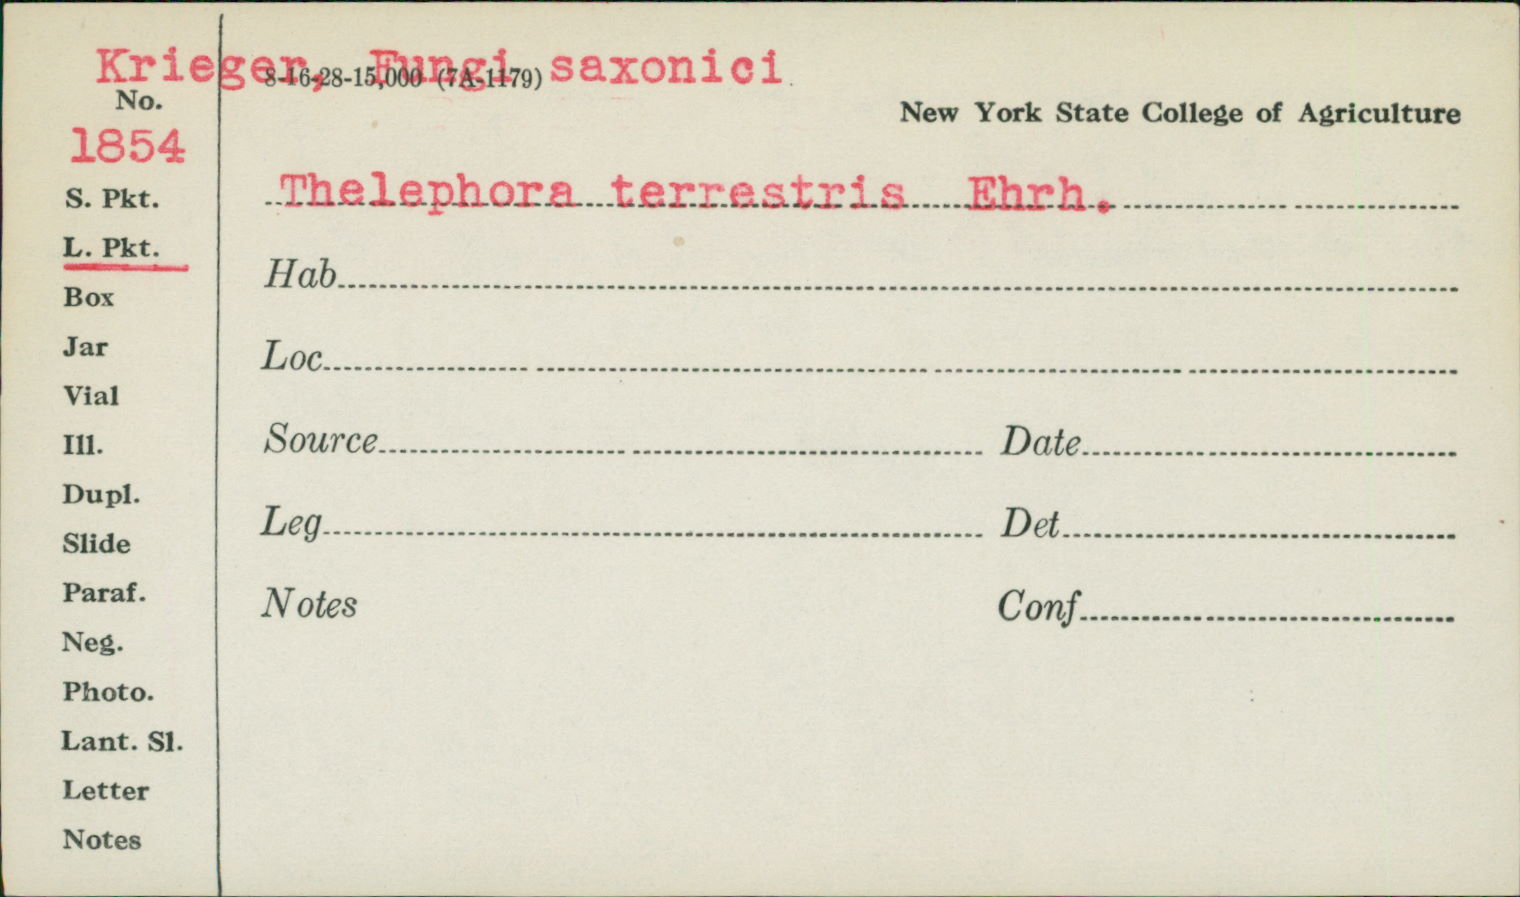 Krieger, Fungi saxonici
8-16-28-15,000 (7A-1179)
No.
New York State College of Agriculture
1854
Thelephora terrestris Ehrh.
S. Pkt.
L. Pkt.
Hab
Box
Loc
Jar
Vial
Source Date
Ill.
Dupl.
Leg Det
Slide
Paraf.
Notes Conf
Neg.
Photo.
Lant. Sl.
Letter
Notes